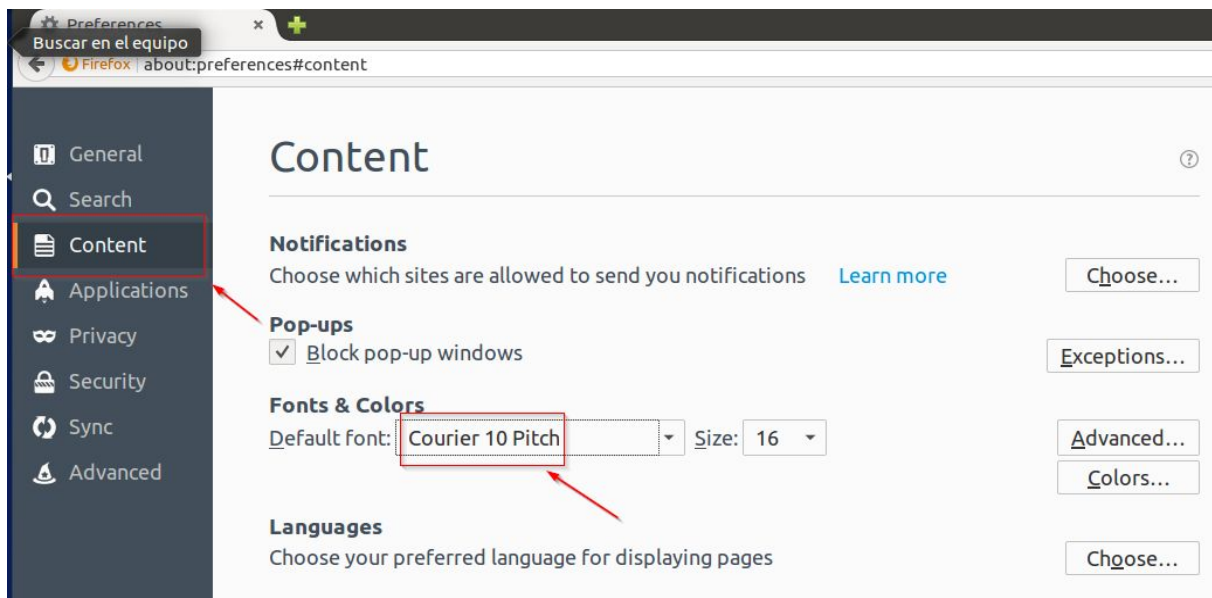 Preferences ×
Buscar en el equipo
Firefox about:preferences#content
General
Search
Content
Applications
Privacy
Security
Sync
Advanced
Content ?
Notifications
Choose which sites are allowed to send you notifications Learn more Choose...
Pop-ups
Block pop-up windows Exceptions...
Fonts & Colors
Default font: Courier 10 Pitch Size: 16 Advanced...
Colors...
Languages
Choose your preferred language for displaying pages Choose...